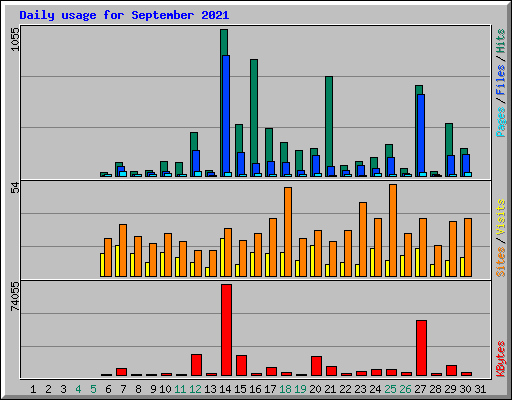 Daily usage for September 2021
1055
Pages / Files / Hits
54
Sites / Visits
74055
KBytes
1 2 3 4 5 6 7 8 9 10 11 12 13 14 15 16 17 18 19 20 21 22 23 24 25 26 27 28 29 30 31